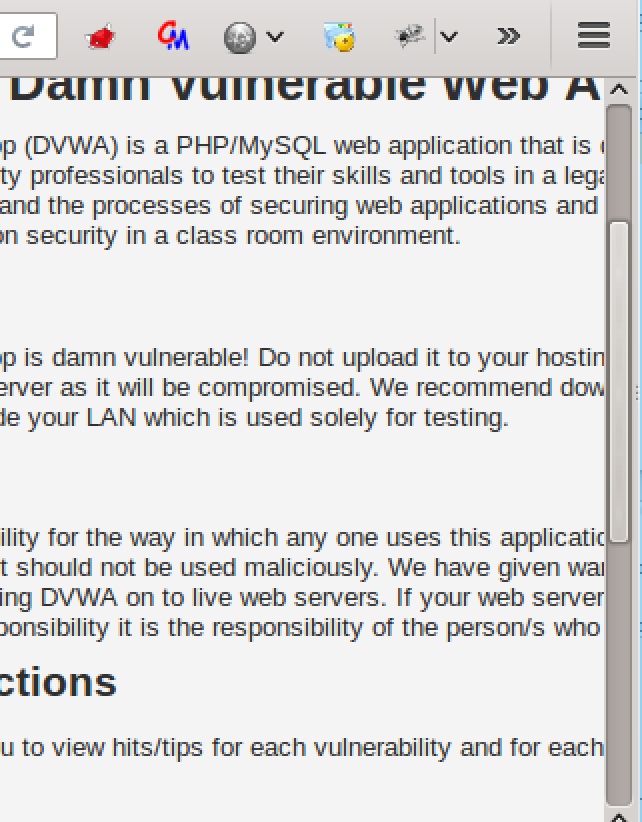 GM
Damn Vulnerable Web A
op (DVWA) is a PHP/MySQL web application that is
ty professionals to test their skills and tools in a lega
and the processes of securing web applications and
on security in a class room environment.
op is damn vulnerable! Do not upload it to your hostin
erver as it will be compromised. We recommend dow
de your LAN which is used solely for testing.
ility for the way in which any one uses this applicatio
t should not be used maliciously. We have given war
ing DVWA on to live web servers. If your web server
ponsibility it is the responsibility of the person/s who
ctions
u to view hits/tips for each vulnerability and for each